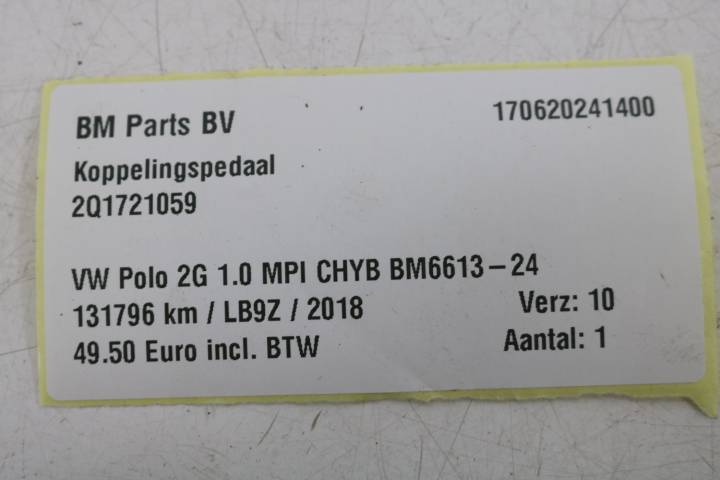 BM Parts BV 170620241400
Koppelingspedaal
2Q1721059
VW Polo 2G 1.0 MPI CHYB BM6613-24
131796 km / LB9Z / 2018 Verz: 10
49.50 Euro incl. BTW Aantal: 1